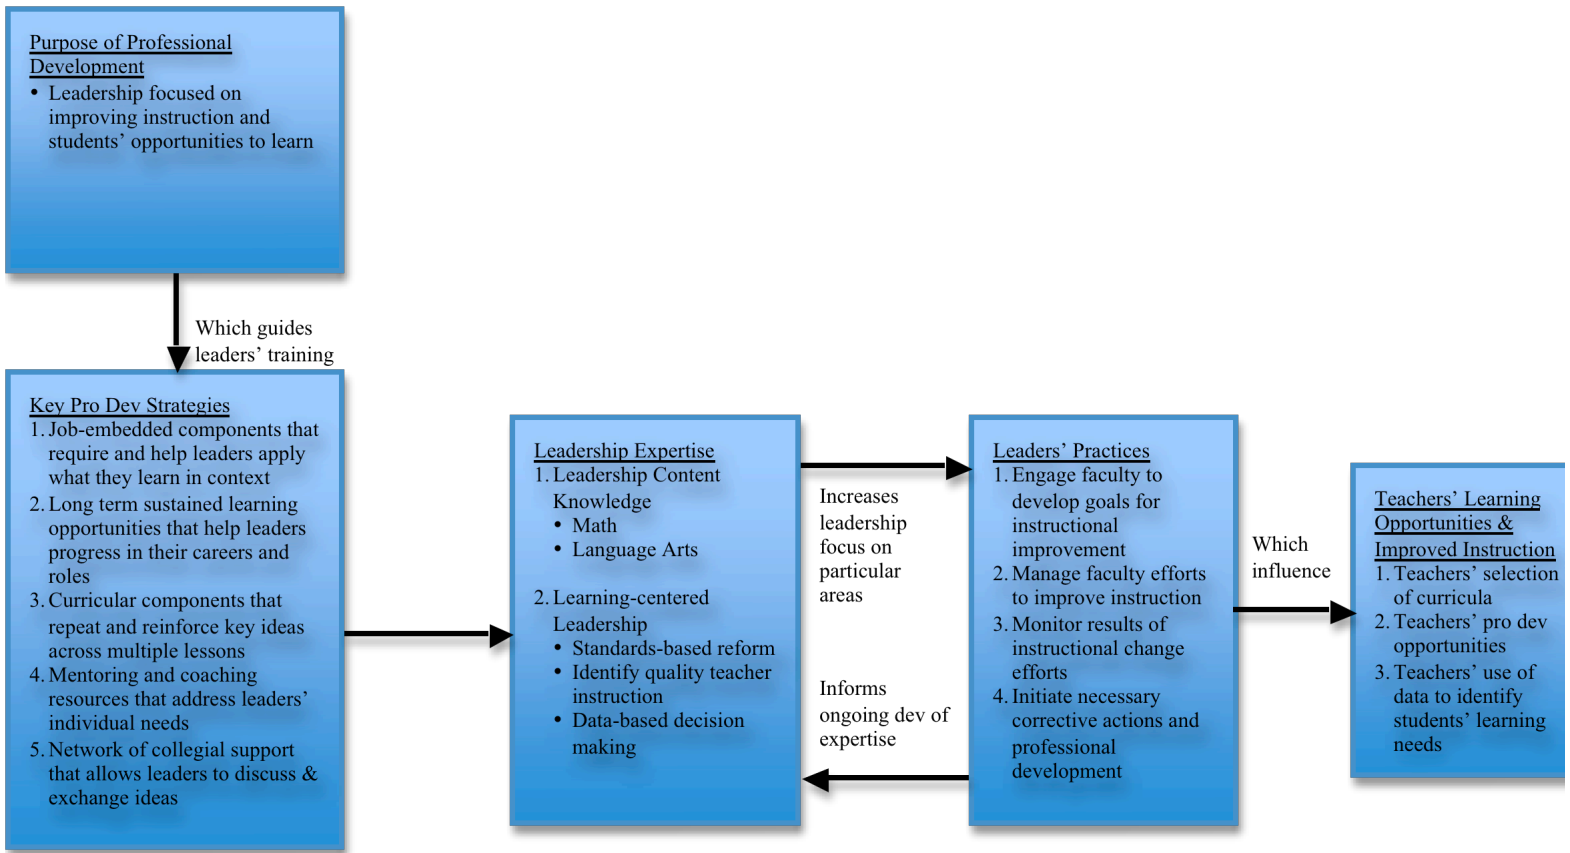 Purpose of Professional
Development
• Leadership focused on
improving instruction and
students’ opportunities to learn
Which guides
leaders’ training
Key Pro Dev Strategies
1. Job-embedded components that
require and help leaders apply
what they learn in context
2. Long term sustained learning
opportunities that help leaders
progress in their careers and
roles
3. Curricular components that
repeat and reinforce key ideas
across multiple lessons
4. Mentoring and coaching
resources that address leaders’
individual needs
5. Network of collegial support
that allows leaders to discuss &
exchange ideas
Leadership Expertise
1. Leadership Content
Knowledge
• Math
• Language Arts
2. Learning-centered
Leadership
• Standards-based reform
• Identify quality teacher
instruction
• Data-based decision
making
Increases
leadership
focus on
particular
areas
Informs
ongoing dev of
expertise
Leaders’ Practices
1. Engage faculty to
develop goals for
instructional
improvement
2. Manage faculty efforts
to improve instruction
3. Monitor results of
instructional change
efforts
4. Initiate necessary
corrective actions and
professional
development
Which
influence
Teachers’ Learning
Opportunities &
Improved Instruction
1. Teachers’ selection
of curricula
2. Teachers’ pro dev
opportunities
3. Teachers’ use of
data to identify
students’ learning
needs